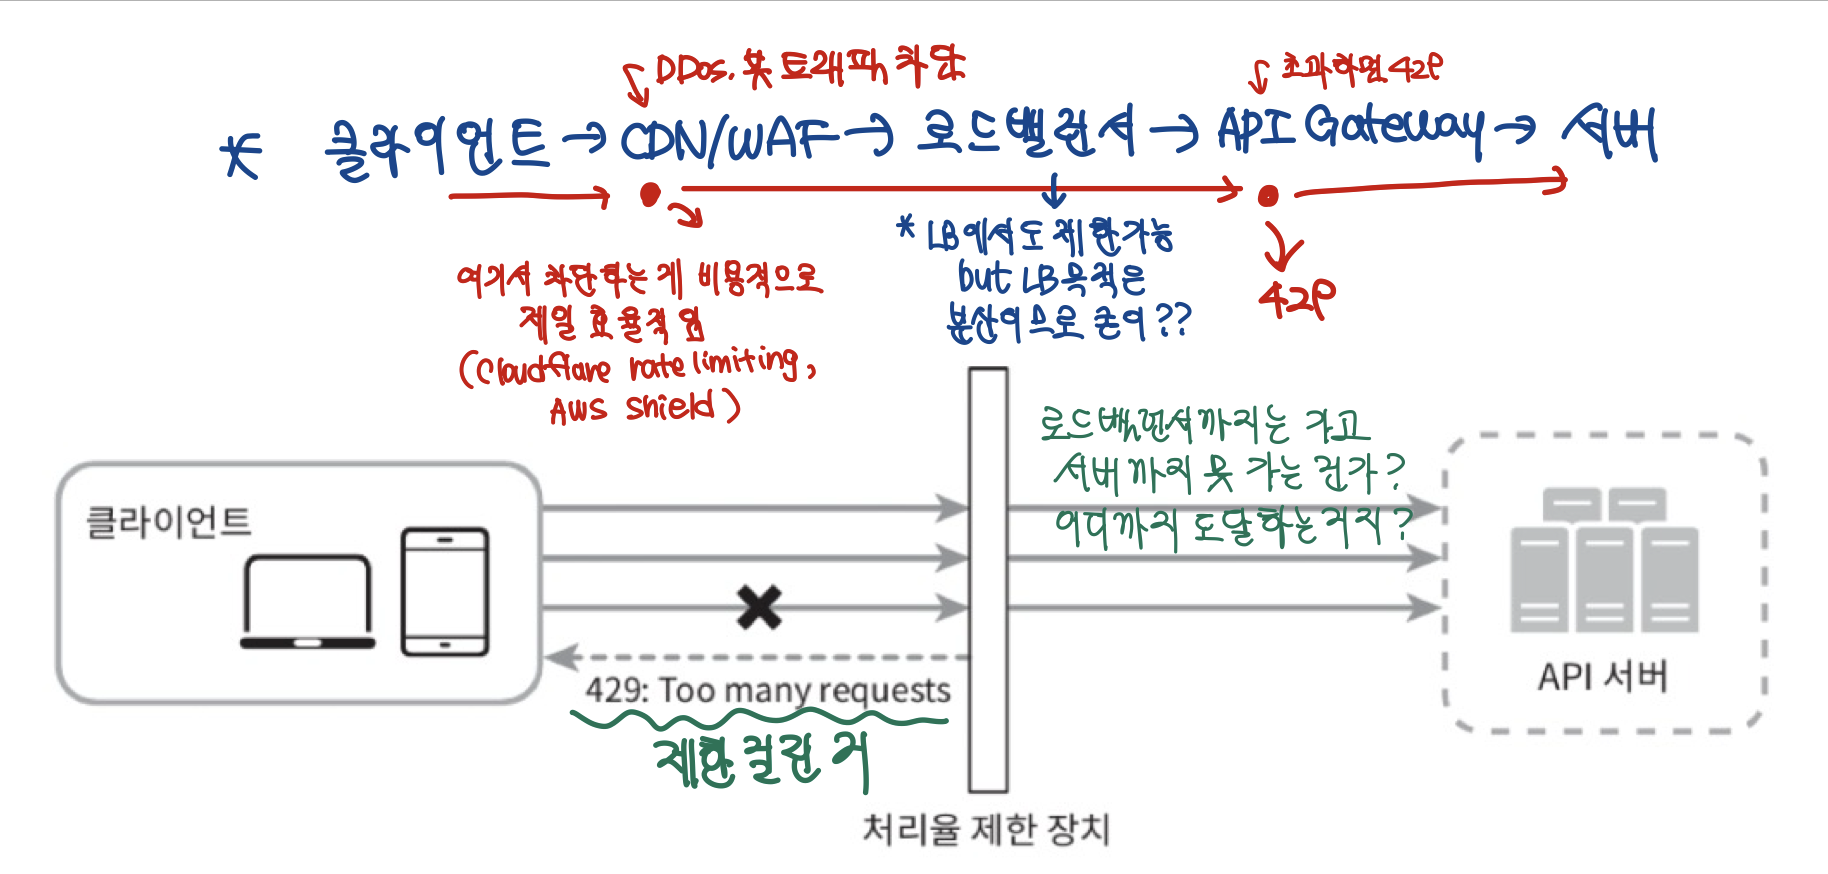 DDos. 봇 트래픽 차단
초과하면 429
* 클라이언트 → CDN/WAF → 로드밸런서 → API Gateway → 서버
* LB에서도 제한가능
but LB 목적은
분산이므로 굳이??
여기서 차단하는 게 비용적으로
제일 효율적임
(Cloudflare rate limiting,
AWS shield)
429
로드밸런서까지는 가고
서버까지 못 가는 건가?
어디까지 도달하는거지?
클라이언트
429: Too many requests
제한 걸린 거
API 서버
처리율 제한 장치